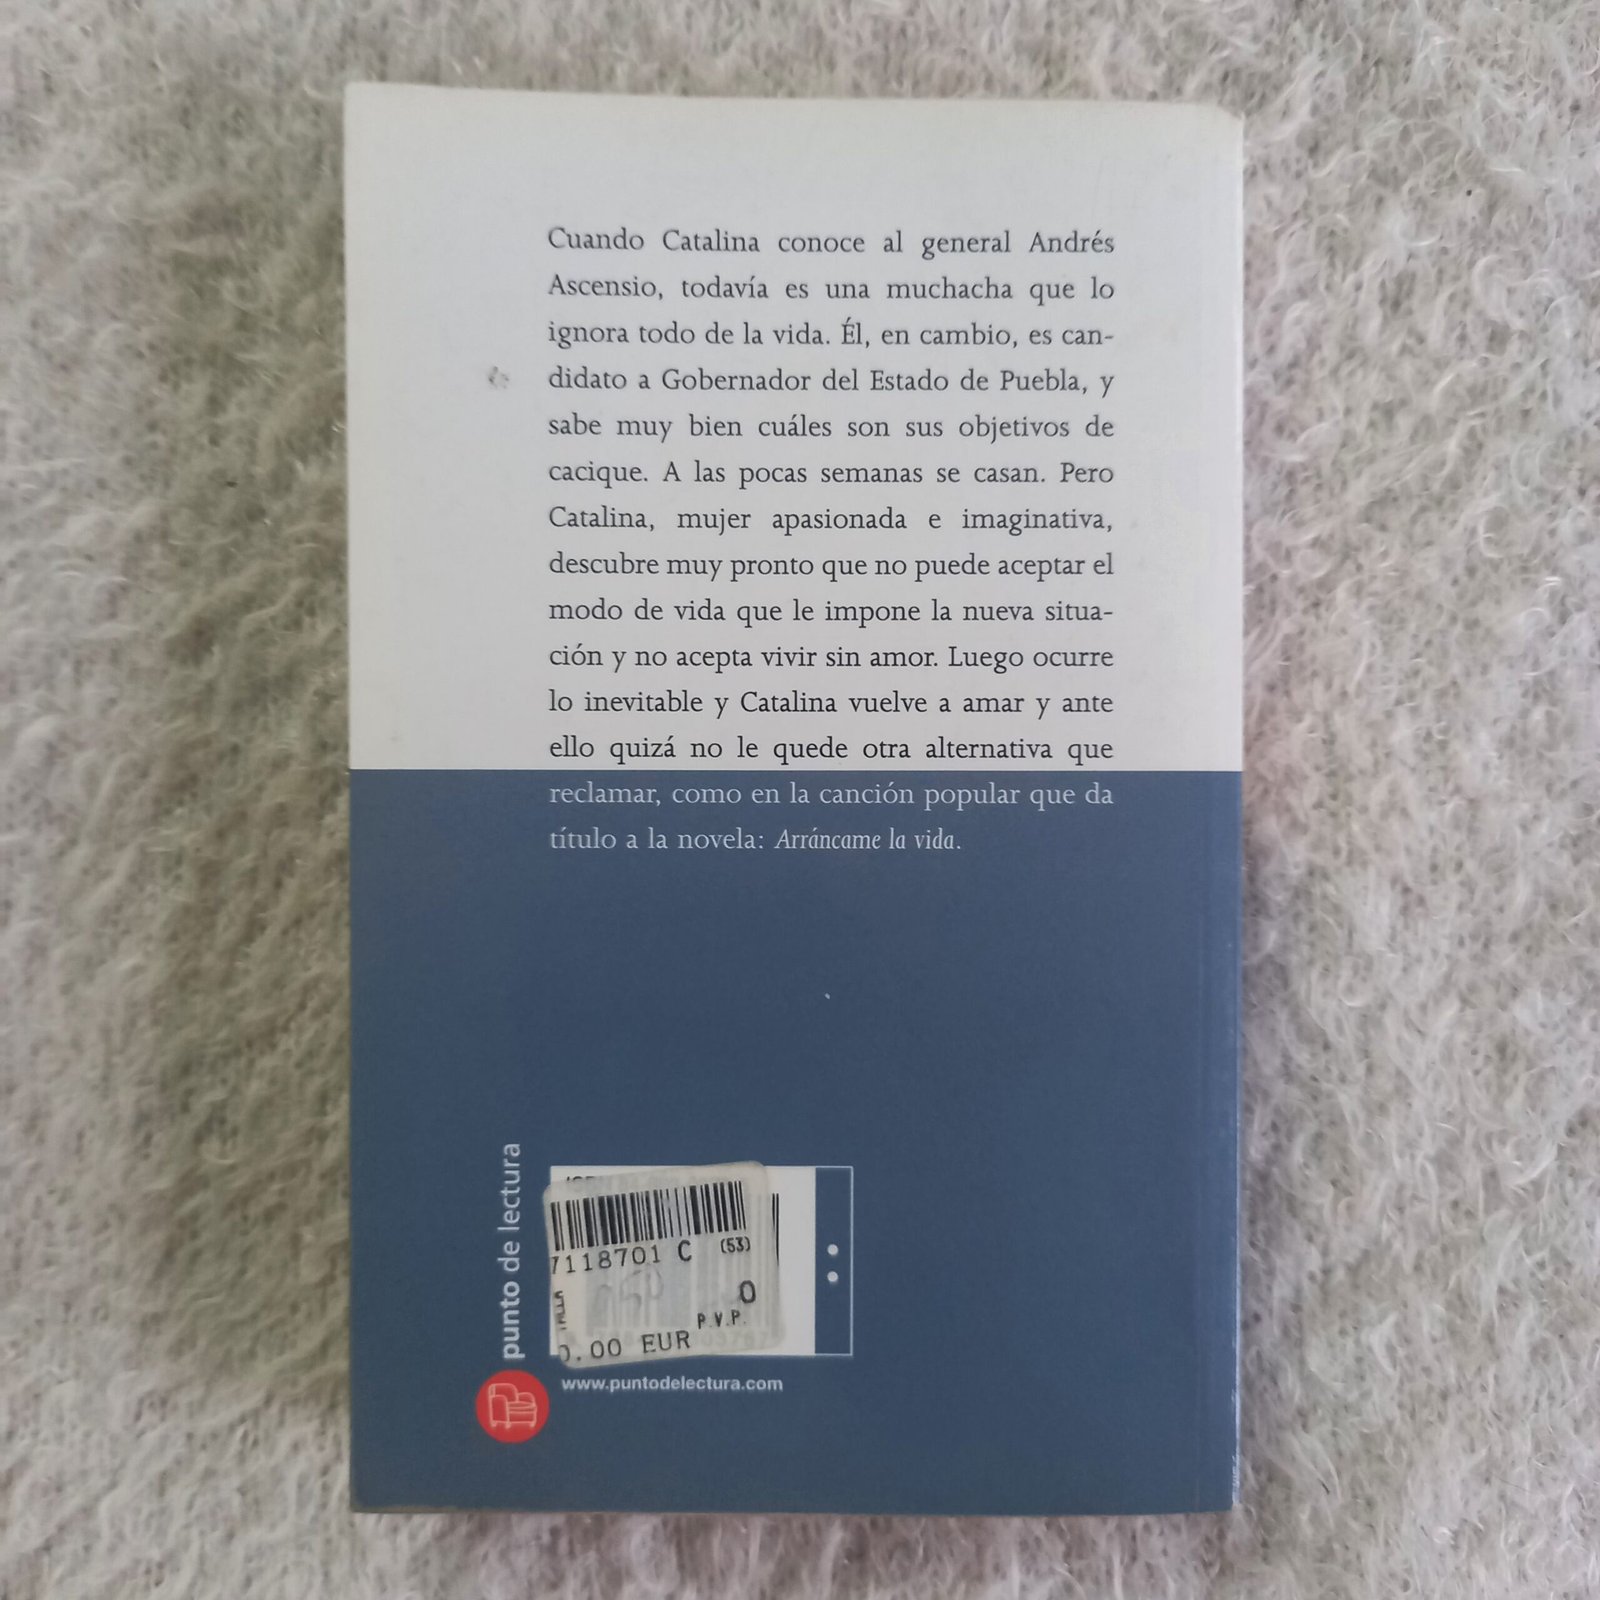 Cuando Catalina conoce al general Andrés
Ascensio, todavía es una muchacha que lo
ignora todo de la vida. Él, en cambio, es can-
didato a Gobernador del Estado de Puebla, y
sabe muy bien cuáles son sus objetivos de
cacique. A las pocas semanas se casan. Pero
Catalina, mujer apasionada e imaginativa,
descubre muy pronto que no puede aceptar el
modo de vida que le impone la nueva situa-
ción y no acepta vivir sin amor. Luego ocurre
lo inevitable y Catalina vuelve a amar y ante
ello quizá no le quede otra alternativa que
reclamar, como en la canción popular que da
título a la novela: Arráncame la vida.
punto de lectura
7118701 C (53)
0
P.V.P.
0.00 EUR
www.puntodelectura.com